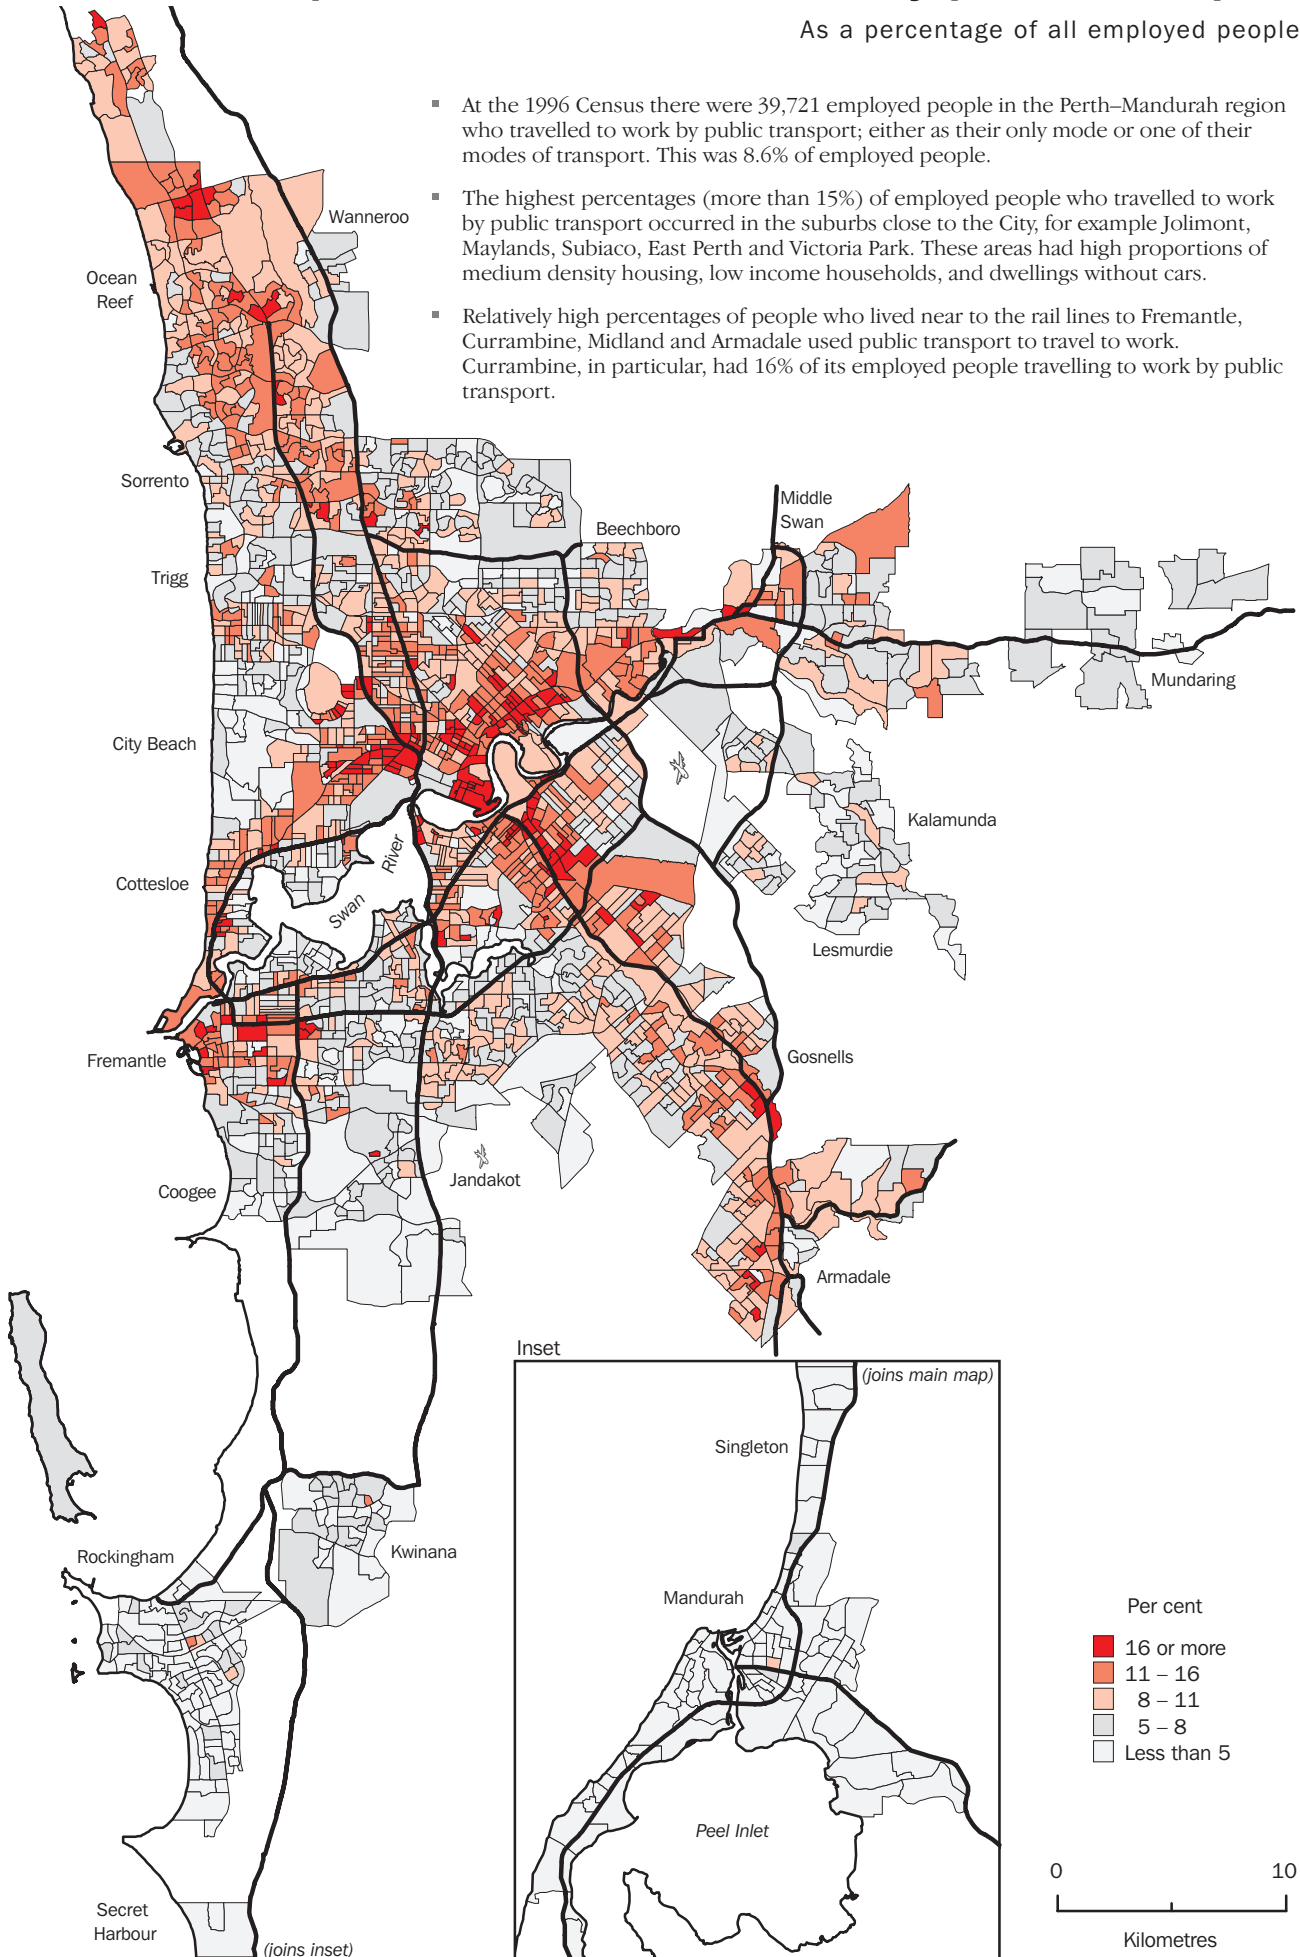 As a percentage of all employed people
At the 1996 Census there were 39,721 employed people in the Perth–Mandurah region
who travelled to work by public transport; either as their only mode or one of their
modes of transport. This was 8.6% of employed people.
The highest percentages (more than 15%) of employed people who travelled to work
by public transport occurred in the suburbs close to the City, for example Jolimont,
Maylands, Subiaco, East Perth and Victoria Park. These areas had high proportions of
medium density housing, low income households, and dwellings without cars.
Relatively high percentages of people who lived near to the rail lines to Fremantle,
Currambine, Midland and Armadale used public transport to travel to work.
Currambine, in particular, had 16% of its employed people travelling to work by public
transport.
Wanneroo
Ocean
Reef
Sorrento
Middle
Swan
Beechboro
Trigg
Mundaring
City Beach
Kalamunda
River
Swan
Cottesloe
Lesmurdie
Fremantle
Gosnells
Jandakot
Coogee
Armadale
Inset
(joins main map)
Singleton
Rockingham
Kwinana
Mandurah
Peel Inlet
Secret
Harbour
(joins inset)
Per cent
16 or more
11 – 16
8 – 11
5 – 8
Less than 5
0 10
Kilometres